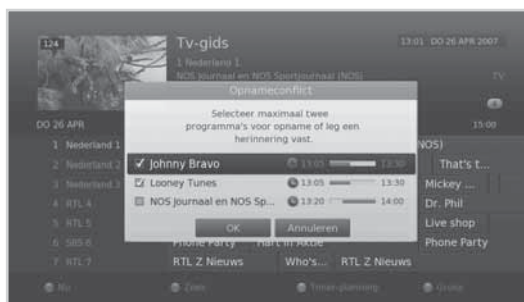 124
Tv-gids
13:01 DO 26 APR 2007
1 Nederland 1
NOS Journaal en NOS Sportjournaal (NOS)
TV
Opnameconflict
Selecteer maximaal twee
programma's voor opname of leg een
herinnering vast.
DO 26 APR
15:00
1 Nederland 1
NOS)
Johnny Bravo 13:05 13:30
2 Nederland 2
That's t...
Looney Tunes 13:05 13:30
3 Nederland 3
Mickey ...
NOS Journaal en NOS Sp... 13:20 14:00
4 RTL 4
Dr. Phil
OK
Annuleren
5 RTL 5
Live shop
6 SBS 6
Phone Party
Hart in Aktie
Phone Party
7 RTL 7
RTL Z Nieuws
Who's...
RTL Z Nieuws
Nu
Zoek
Timer-planning